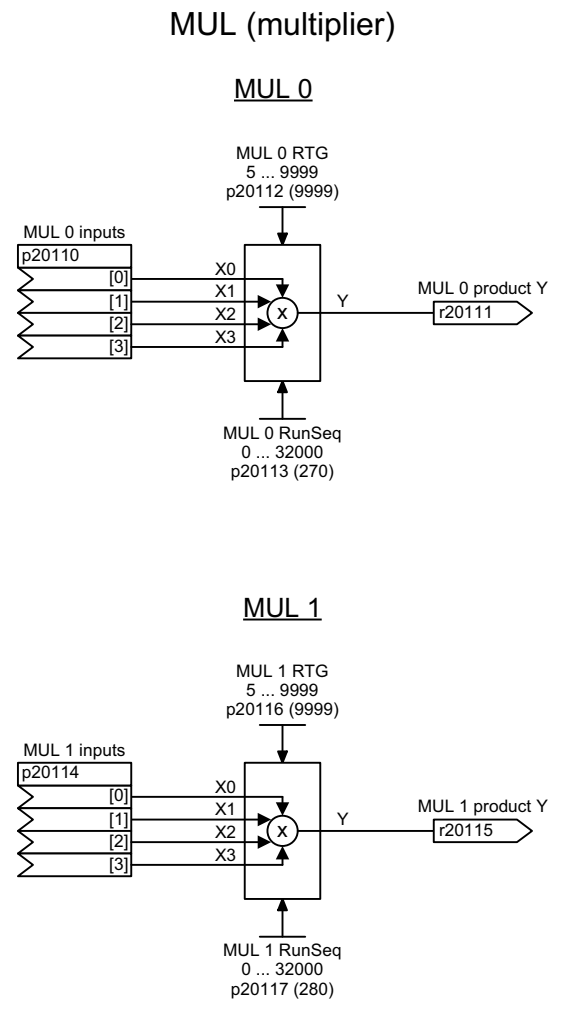 MUL (multiplier)
MUL 0
MUL 0 RTG
5 ... 9999
p20112 (9999)
MUL 0 inputs
p20110
[0]
X0
[1]
X1
[2]
X2
[3]
X3
X
Y
MUL 0 product Y
r20111
MUL 0 RunSeq
0 ... 32000
p20113 (270)
MUL 1
MUL 1 RTG
5 ... 9999
p20116 (9999)
MUL 1 inputs
p20114
[0]
X0
[1]
X1
[2]
X2
[3]
X3
X
Y
MUL 1 product Y
r20115
MUL 1 RunSeq
0 ... 32000
p20117 (280)